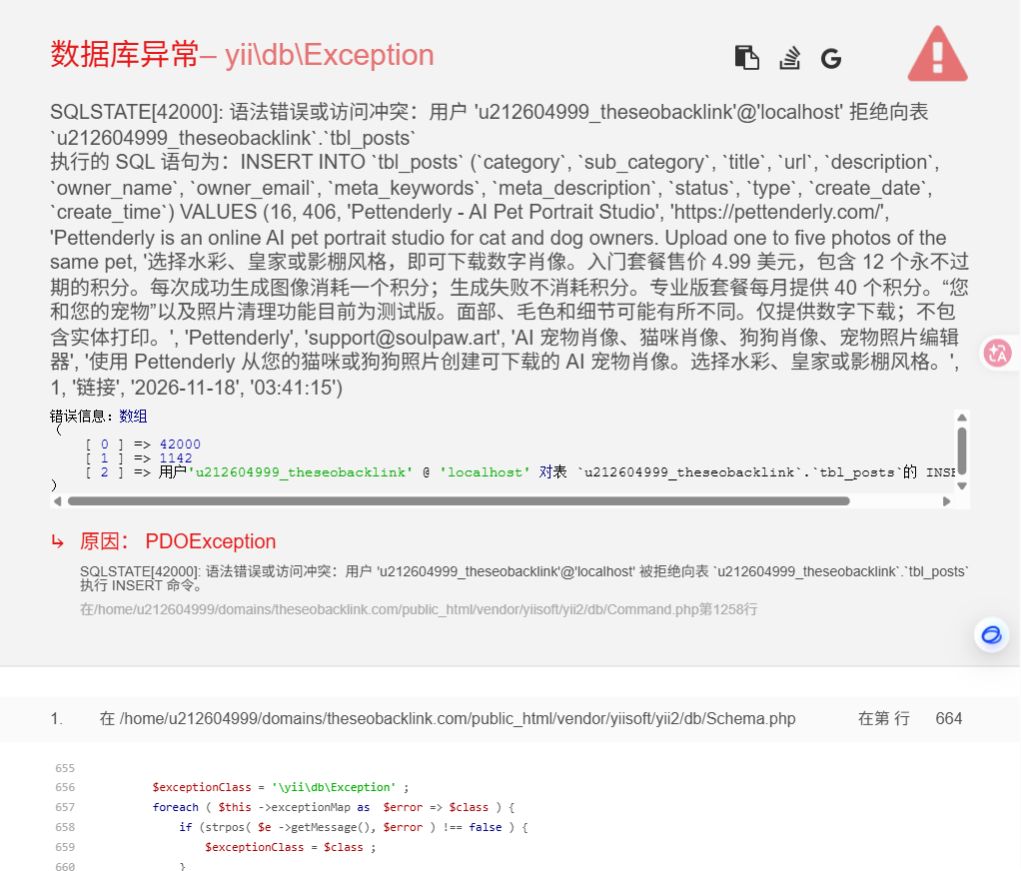 数据库异常– yii\db\Exception
SQLSTATE[42000]: 语法错误或访问冲突：用户 'u212604999_theseobacklink'@'localhost' 拒绝向表
`u212604999_theseobacklink`.`tbl_posts`
执行的 SQL 语句为：INSERT INTO `tbl_posts` (`category`, `sub_category`, `title`, `url`, `description`,
`owner_name`, `owner_email`, `meta_keywords`, `meta_description`, `status`, `type`, `create_date`,
`create_time`) VALUES (16, 406, 'Pettenderly - AI Pet Portrait Studio', 'https://pettenderly.com/',
'Pettenderly is an online AI pet portrait studio for cat and dog owners. Upload one to five photos of the
same pet, '选择水彩、皇家或影棚风格，即可下载数字肖像。入门套餐售价 4.99 美元，包含 12 个永不过
期的积分。每次成功生成图像消耗一个积分；生成失败不消耗积分。专业版套餐每月提供 40 个积分。“您
和您的宠物”以及照片清理功能目前为测试版。面部、毛色和细节可能有所不同。仅提供数字下载；不包
含实体打印。', 'Pettenderly', 'support@soulpaw.art', 'AI 宠物肖像、猫咪肖像、狗狗肖像、宠物照片编辑
器', '使用 Pettenderly 从您的猫咪或狗狗照片创建可下载的 AI 宠物肖像。选择水彩、皇家或影棚风格。',
1, '链接', '2026-11-18', '03:41:15')
错误信息：数组
(
[ 0 ] => 42000
[ 1 ] => 1142
[ 2 ] => 用户'u212604999_theseobacklink' @ 'localhost' 对表 `u212604999_theseobacklink`.`tbl_posts`的 INSE
)
↳ 原因： PDOException
SQLSTATE[42000]: 语法错误或访问冲突：用户 'u212604999_theseobacklink'@'localhost' 被拒绝向表 `u212604999_theseobacklink`.`tbl_posts`
执行 INSERT 命令。
在/home/u212604999/domains/theseobacklink.com/public_html/vendor/yiisoft/yii2/db/Command.php第1258行
1. 在 /home/u212604999/domains/theseobacklink.com/public_html/vendor/yiisoft/yii2/db/Schema.php 在第 行 664
655
656 $exceptionClass = '\yii\db\Exception' ;
657 foreach ( $this ->exceptionMap as $error => $class ) {
658 if (strpos( $e ->getMessage(), $error ) !== false ) {
659 $exceptionClass = $class ;
660 }